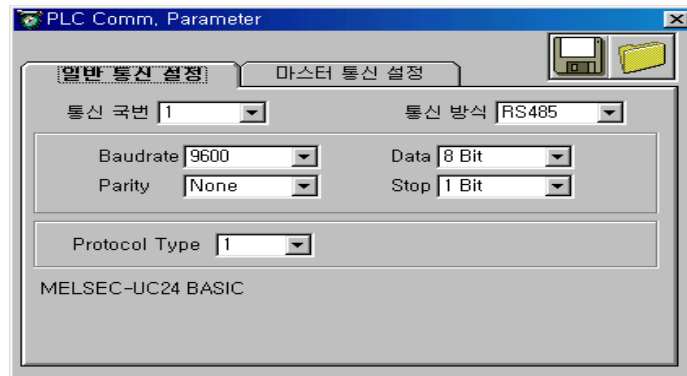 PLC Comm, Parameter
일반 통신 설정 마스터 통신 설정
통신 국번 1 통신 방식 RS485
Baudrate 9600 Data 8 Bit
Parity None Stop 1 Bit
Protocol Type 1
MELSEC-UC24 BASIC